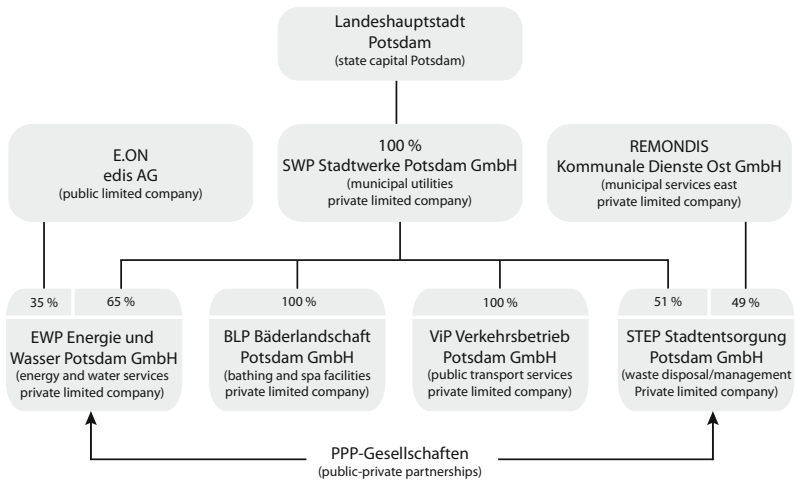 Landeshauptstadt
Potsdam
(state capital Potsdam)
E.ON
edis AG
(public limited company)
100 %
SWP Stadtwerke Potsdam GmbH
(municipal utilities
private limited company)
REMONDIS
Kommunale Dienste Ost GmbH
(municipal services east
private limited company)
35 %
65 %
EWP Energie und
Wasser Potsdam GmbH
(energy and water services
private limited company)
100 %
BLP Bäderlandschaft
Potsdam GmbH
(bathing and spa facilities
private limited company)
100 %
ViP Verkehrsbetrieb
Potsdam GmbH
(public transport services
private limited company)
51 %
49 %
STEP Stadtentsorgung
Potsdam GmbH
(waste disposal/management
Private limited company)
PPP-Gesellschaften
(public-private partnerships)